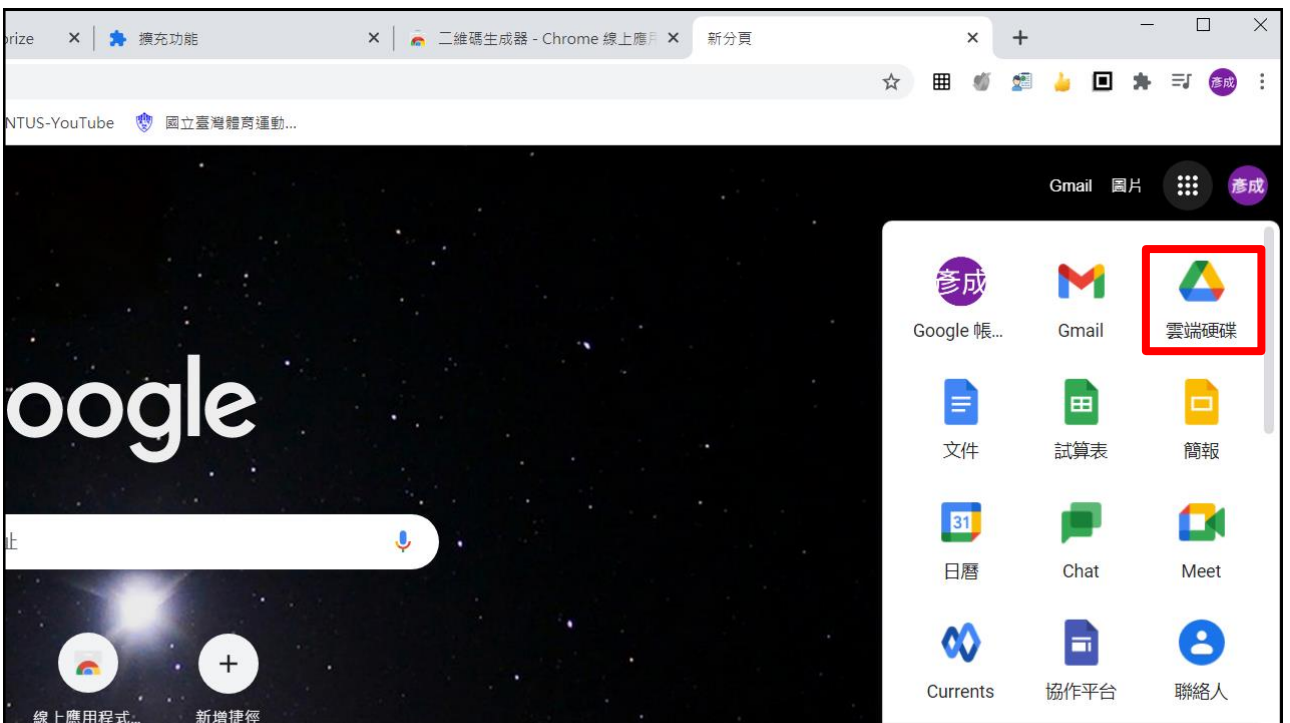 orize
擴充功能
二維碼生成器 - Chrome 線上應用
新分頁
彥成
NTUS-YouTube
國立臺灣體育運動...
Gmail 圖片
彥成
彥成
Google 帳...
Gmail
雲端硬碟
oogle
文件
試算表
簡報
止
31
日曆
Chat
Meet
Currents
協作平台
聯絡人
線上應用程式...
新增捷徑